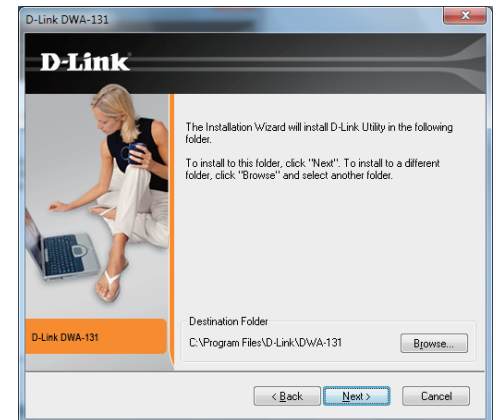 D-Link DWA-131
D-Link
The Installation Wizard will install D-Link Utility in the following
folder.
To install to this folder, click "Next". To install to a different
folder, click "Browse" and select another folder.
D-Link DWA-131
Destination Folder
C:\Program Files\D-Link\DWA-131
Browse...
< Back
Next >
Cancel